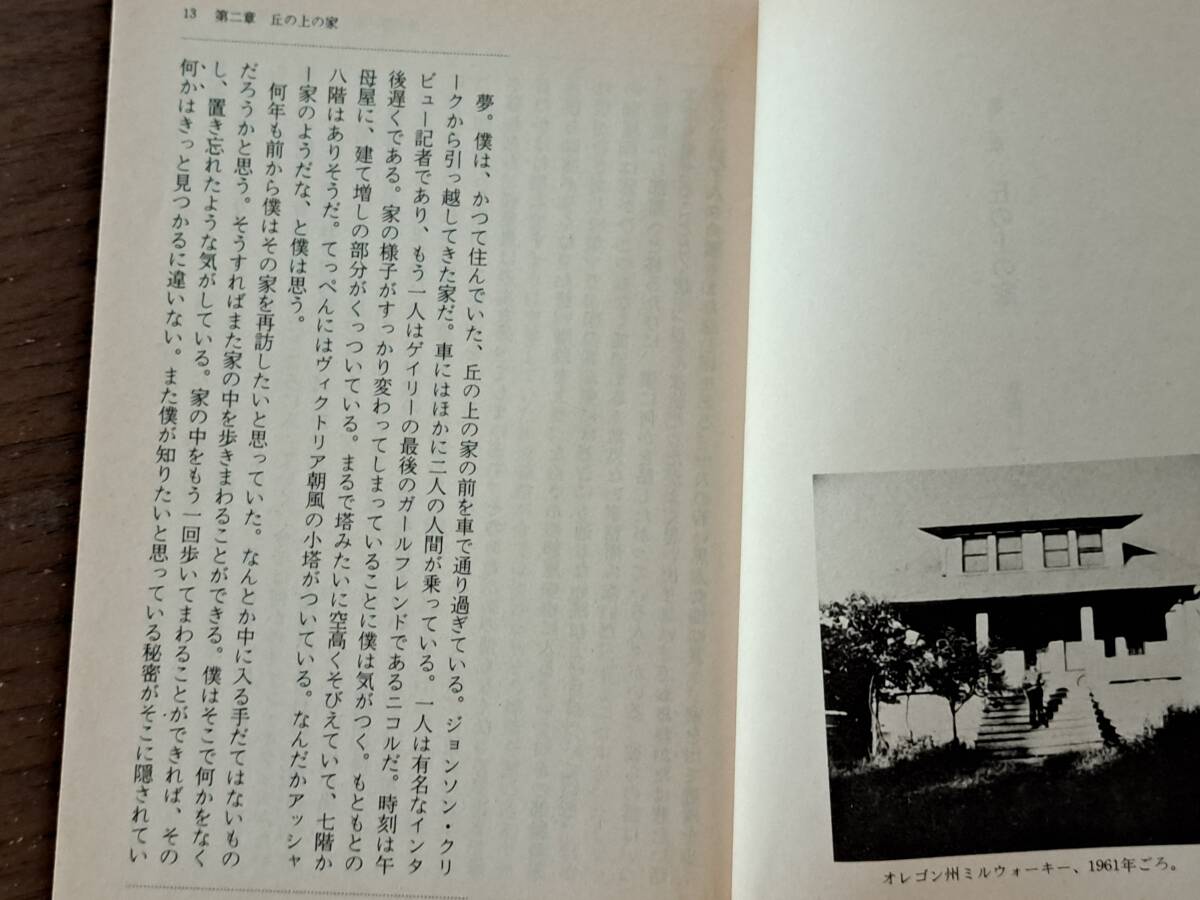 13 第二章 丘の上の家
夢。僕は、かつて住んでいた、丘の上の家の前を車で通り過ぎている。ジョンソン・クリ
ークから引っ越してきた家だ。車にはほかに二人の人間が乗っている。一人は有名なインタ
ビュー記者であり、もう一人はゲイリーの最後のガールフレンドであるニコルだ。時刻は午
後遅くである。家の様子がすっかり変わってしまっていることに僕は気がつく。もともとの
母屋に、建て増しの部分がくっついている。まるで塔みたいに空高くそびえていて、七階か
八階はありそうだ。てっぺんにはヴィクトリア朝風の小塔がついている。なんだかアッシャ
ー家のようだな、と僕は思う。
何年も前から僕はその家を再訪したいと思っていた。なんとか中に入る手だてはないもの
だろうかと思う。そうすればまた家の中を歩きまわることができる。僕はそこで何かをなく
し、置き忘れたような気がしている。家の中をもう一回歩いてまわることができれば、その
何かはきっと見つかるに違いない。また僕が知りたいと思っている秘密がそこに隠されてい
オレゴン州ミルウォーキー、1961年ごろ。